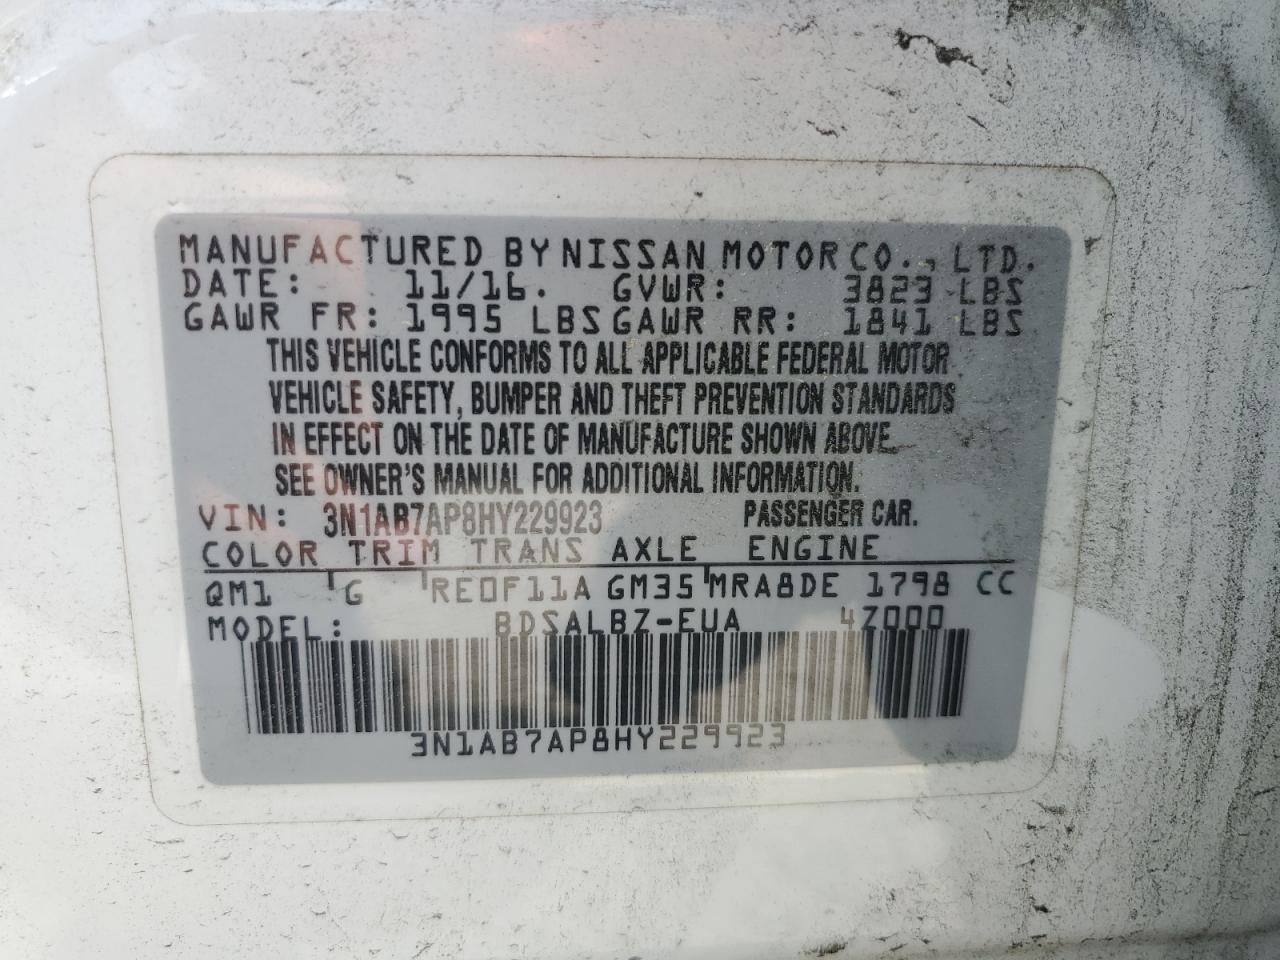 MANUFACTURED BY NISSAN MOTOR CO., LTD.
DATE: 11/16. GVWR: 3823 LBS
GAWR FR: 1995 LBS GAWR RR: 1841 LBS
THIS VEHICLE CONFORMS TO ALL APPLICABLE FEDERAL MOTOR
VEHICLE SAFETY, BUMPER AND THEFT PREVENTION STANDARDS
IN EFFECT ON THE DATE OF MANUFACTURE SHOWN ABOVE.
SEE OWNER'S MANUAL FOR ADDITIONAL INFORMATION.
VIN: 3N1AB7AP8HY229923 PASSENGER CAR.
COLOR TRIM TRANS AXLE ENGINE
QM1 G RE0F11A GM35 MRA8DE 1798 CC
MODEL: BDSALBZ-EUA 4Z000
3N1AB7AP8HY229923